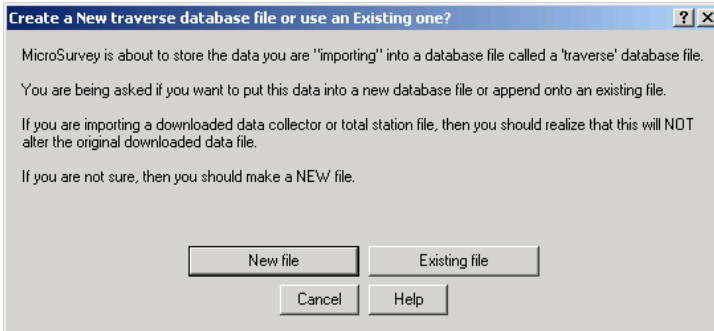 Create a New traverse database file or use an Existing one?
MicroSurvey is about to store the data you are "importing" into a database file called a 'traverse' database file.
You are being asked if you want to put this data into a new database file or append onto an existing file.
If you are importing a downloaded data collector or total station file, then you should realize that this will NOT
alter the original downloaded data file.
If you are not sure, then you should make a NEW file.
New file
Existing file
Cancel
Help